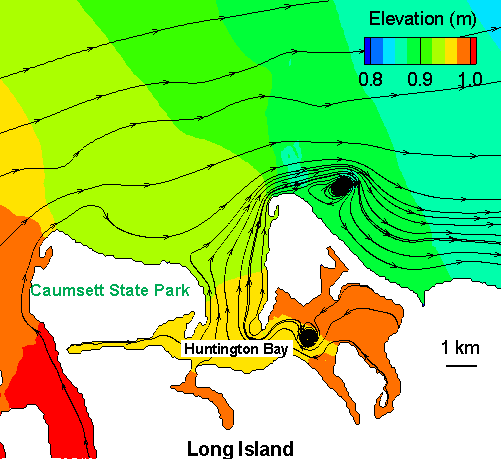 Elevation (m)
0.8 0.9 1.0
Caumsett State Park
Huntington Bay
1 km
Long Island